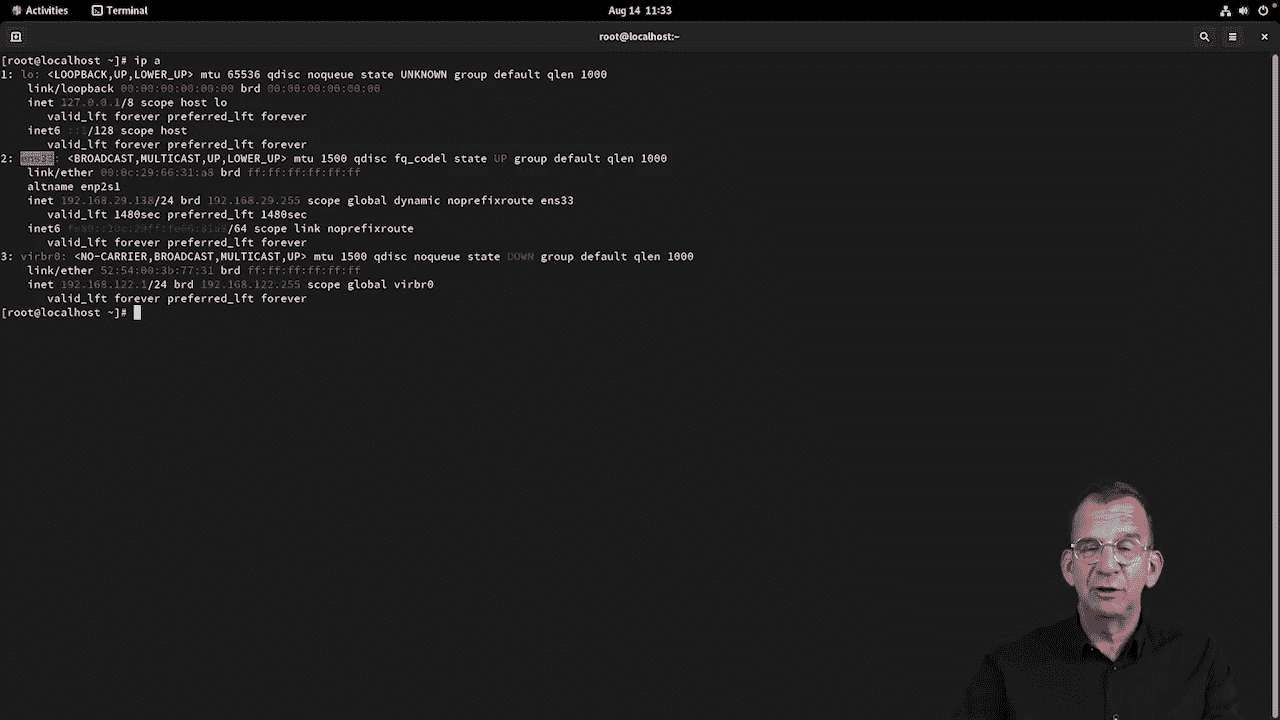 Activities Terminal Aug 14 11:33
root@localhost:~
[root@localhost ~]# ip a
1: lo: <LOOPBACK,UP,LOWER_UP> mtu 65536 qdisc noqueue state UNKNOWN group default qlen 1000
link/loopback 00:00:00:00:00:00 brd 00:00:00:00:00:00
inet 127.0.0.1/8 scope host lo
valid_lft forever preferred_lft forever
inet6 ::1/128 scope host
valid_lft forever preferred_lft forever
2: ens33: <BROADCAST,MULTICAST,UP,LOWER_UP> mtu 1500 qdisc fq_codel state UP group default qlen 1000
link/ether 00:0c:29:66:31:a8 brd ff:ff:ff:ff:ff:ff
altname enp2s1
inet 192.168.29.138/24 brd 192.168.29.255 scope global dynamic noprefixroute ens33
valid_lft 1480sec preferred_lft 1480sec
inet6 /64 scope link noprefixroute
valid_lft forever preferred_lft forever
3: virbr0: <NO-CARRIER,BROADCAST,MULTICAST,UP> mtu 1500 qdisc noqueue state DOWN group default qlen 1000
link/ether 52:54:00:3b:77:31 brd ff:ff:ff:ff:ff:ff
inet 192.168.122.1/24 brd 192.168.122.255 scope global virbr0
valid_lft forever preferred_lft forever
[root@localhost ~]#